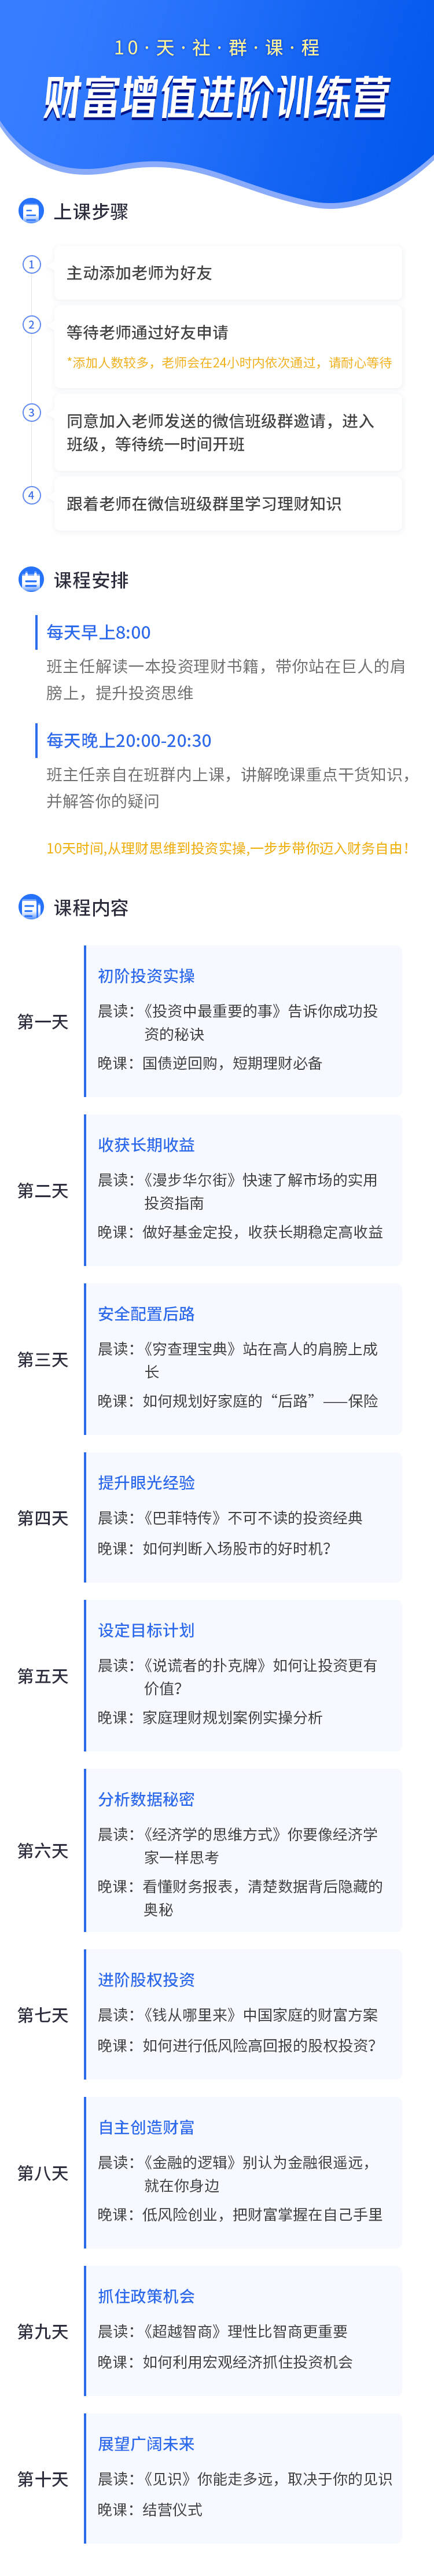 10·天·社·群·课·程
财富增值进阶训练营
上课步骤
1
主动添加老师为好友
2
等待老师通过好友申请
*添加人数较多，老师会在24小时内依次通过，请耐心等待
3
同意加入老师发送的微信班级群邀请，进入
班级，等待统一时间开班
4
跟着老师在微信班级群里学习理财知识
课程安排
每天早上8:00
班主任解读一本投资理财书籍，带你站在巨人的肩
膀上，提升投资思维
每天晚上20:00-20:30
班主任亲自在班群内上课，讲解晚课重点干货知识，
并解答你的疑问
10天时间,从理财思维到投资实操,一步步带你迈入财务自由！
课程内容
第一天
初阶投资实操
晨读：《投资中最重要的事》告诉你成功投
资的秘诀
晚课：国债逆回购，短期理财必备
第二天
收获长期收益
晨读：《漫步华尔街》快速了解市场的实用
投资指南
晚课：做好基金定投，收获长期稳定高收益
第三天
安全配置后路
晨读：《穷查理宝典》站在高人的肩膀上成
长
晚课：如何规划好家庭的“后路”——保险
第四天
提升眼光经验
晨读：《巴菲特传》不可不读的投资经典
晚课：如何判断入场股市的好时机？
第五天
设定目标计划
晨读：《说谎者的扑克牌》如何让投资更有
价值？
晚课：家庭理财规划案例实操分析
第六天
分析数据秘密
晨读：《经济学的思维方式》你要像经济学
家一样思考
晚课：看懂财务报表，清楚数据背后隐藏的
奥秘
第七天
进阶股权投资
晨读：《钱从哪里来》中国家庭的财富方案
晚课：如何进行低风险高回报的股权投资？
第八天
自主创造财富
晨读：《金融的逻辑》别认为金融很遥远，
就在你身边
晚课：低风险创业，把财富掌握在自己手里
第九天
抓住政策机会
晨读：《超越智商》理性比智商更重要
晚课：如何利用宏观经济抓住投资机会
第十天
展望广阔未来
晨读：《见识》你能走多远，取决于你的见识
晚课：结营仪式